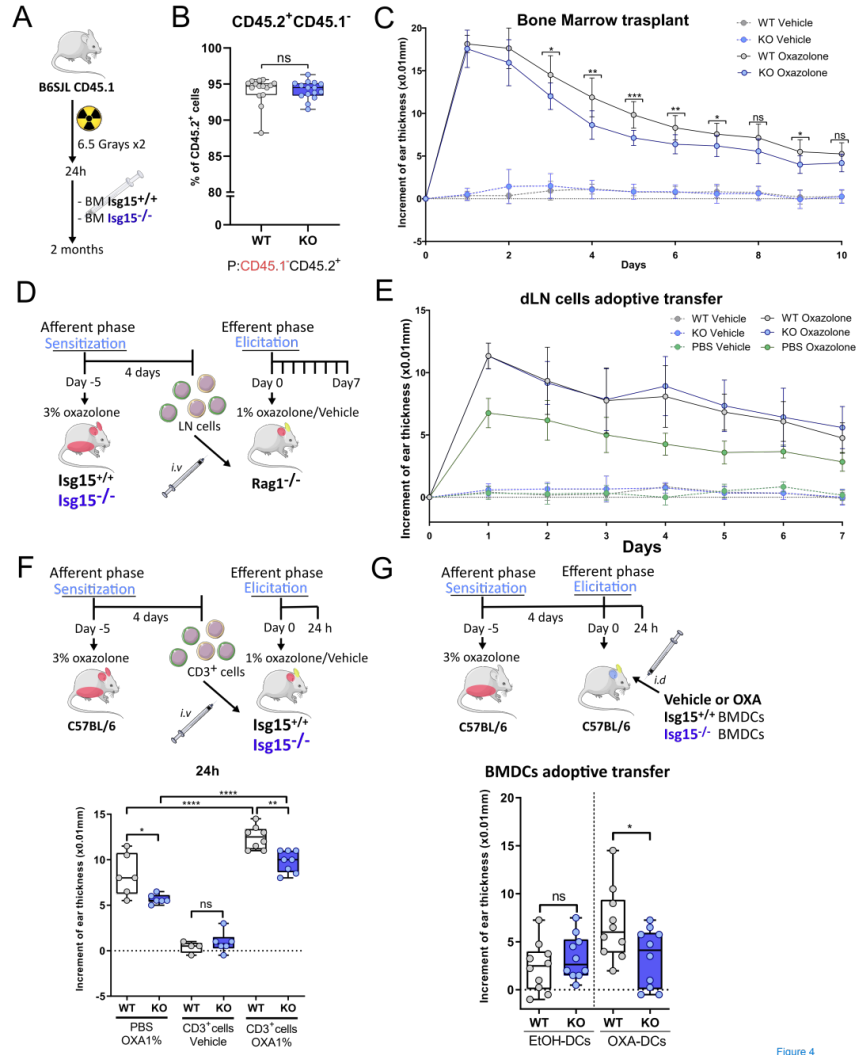 A
B6SJL CD45.1
6.5 Grays x2
24h
- BM Isg15+/+
- BM Isg15-/-
2 months
B
CD45.2+CD45.1-
ns
% of CD45.2+ cells
100
95
90
85
80
80
0
WT KO
P:CD45.1-CD45.2+
C
Bone Marrow trasplant
WT Vehicle
KO Vehicle
WT Oxazolone
KO Oxazolone
Increment of ear thickness (x0.01mm)
20
15
10
5
0
-5
* ** *** ** * ns * ns
0 2 4 6 8 10
Days
D
Afferent phase
Sensitization
Efferent phase
Elicitation
4 days
Day -5
Day 0
Day7
3% oxazolone
LN cells
1% oxazolone/Vehicle
i.v
Isg15+/+
Isg15-/-
Rag1-/-
E
dLN cells adoptive transfer
WT Vehicle
KO Vehicle
PBS Vehicle
WT Oxazolone
KO Oxazolone
PBS Oxazolone
Increment of ear thickness (x0.01mm)
15
10
5
0
0 1 2 3 4 5 6 7
Days
F
Afferent phase
Sensitization
Efferent phase
Elicitation
4 days
Day -5
Day 0
24 h
3% oxazolone
CD3+ cells
1% oxazolone/Vehicle
C57BL/6
i.v
Isg15+/+
Isg15-/-
24h
Increment of ear thickness (x0.01mm)
15
10
5
0
-5
****
****
**
*
ns
WT KO WT KO WT KO
PBS
OXA1%
CD3+cells
Vehicle
CD3+cells
OXA1%
G
Afferent phase
Sensitization
Efferent phase
Elicitation
4 days
Day -5
Day 0
24 h
3% oxazolone
i.d
C57BL/6
C57BL/6
Vehicle or OXA
Isg15+/+ BMDCs
Isg15-/- BMDCs
BMDCs adoptive transfer
Increment of ear thickness (x0.01mm)
20
15
10
5
0
ns
*
WT KO WT KO
EtOH-DCs OXA-DCs
Figure 4